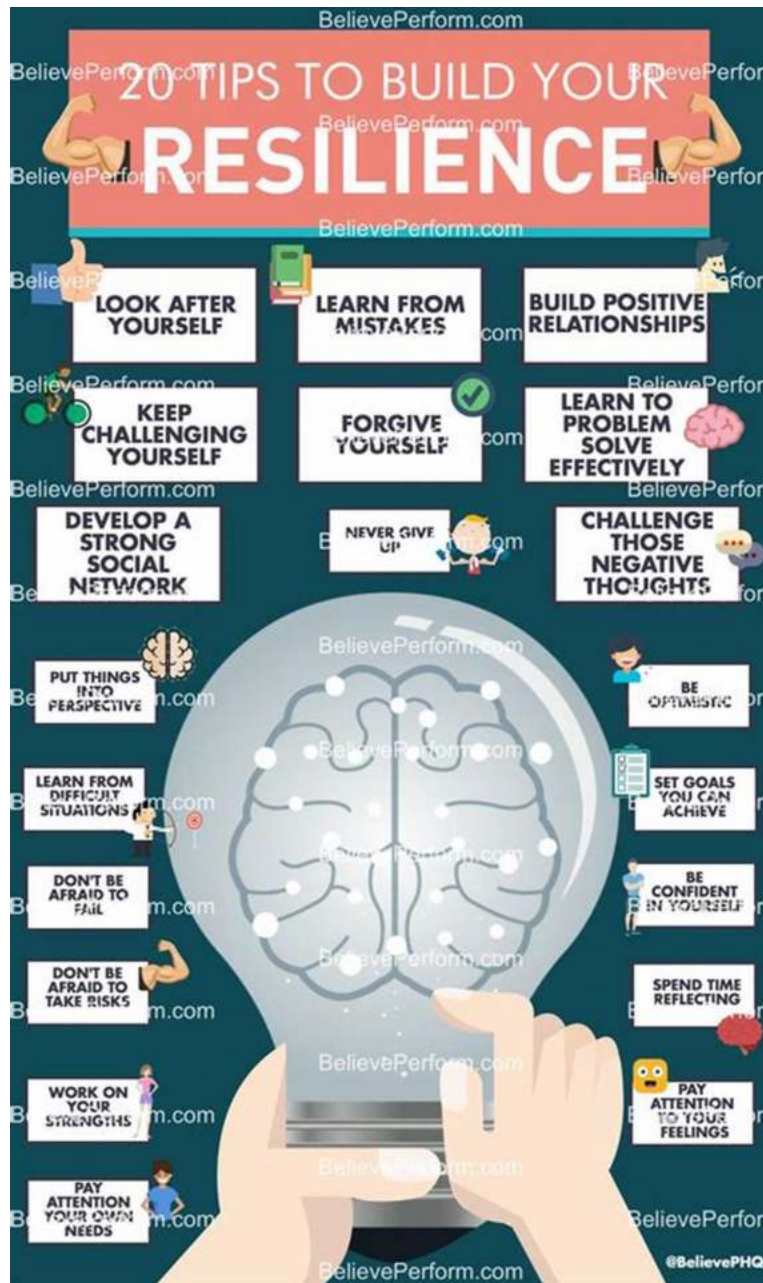 BelievePerform.com
20 TIPS TO BUILD YOUR
RESILIENCE
LOOK AFTER
YOURSELF
LEARN FROM
MISTAKES
BUILD POSITIVE
RELATIONSHIPS
KEEP
CHALLENGING
YOURSELF
FORGIVE
YOURSELF
LEARN TO
PROBLEM
SOLVE
EFFECTIVELY
DEVELOP A
STRONG
SOCIAL
NETWORK
NEVER GIVE
UP
CHALLENGE
THOSE
NEGATIVE
THOUGHTS
PUT THINGS
INTO
PERSPECTIVE
BE
OPTIMISTIC
LEARN FROM
DIFFICULT
SITUATIONS
SET GOALS
YOU CAN
ACHIEVE
DON'T BE
AFRAID TO
FAIL
BE
CONFIDENT
IN YOURSELF
DON'T BE
AFRAID TO
TAKE RISKS
SPEND TIME
REFLECTING
WORK ON
YOUR
STRENGTHS
PAY
ATTENTION
TO YOUR
FEELINGS
PAY
ATTENTION
YOUR OWN
NEEDS
@BelievePHQ
BelievePerform.com